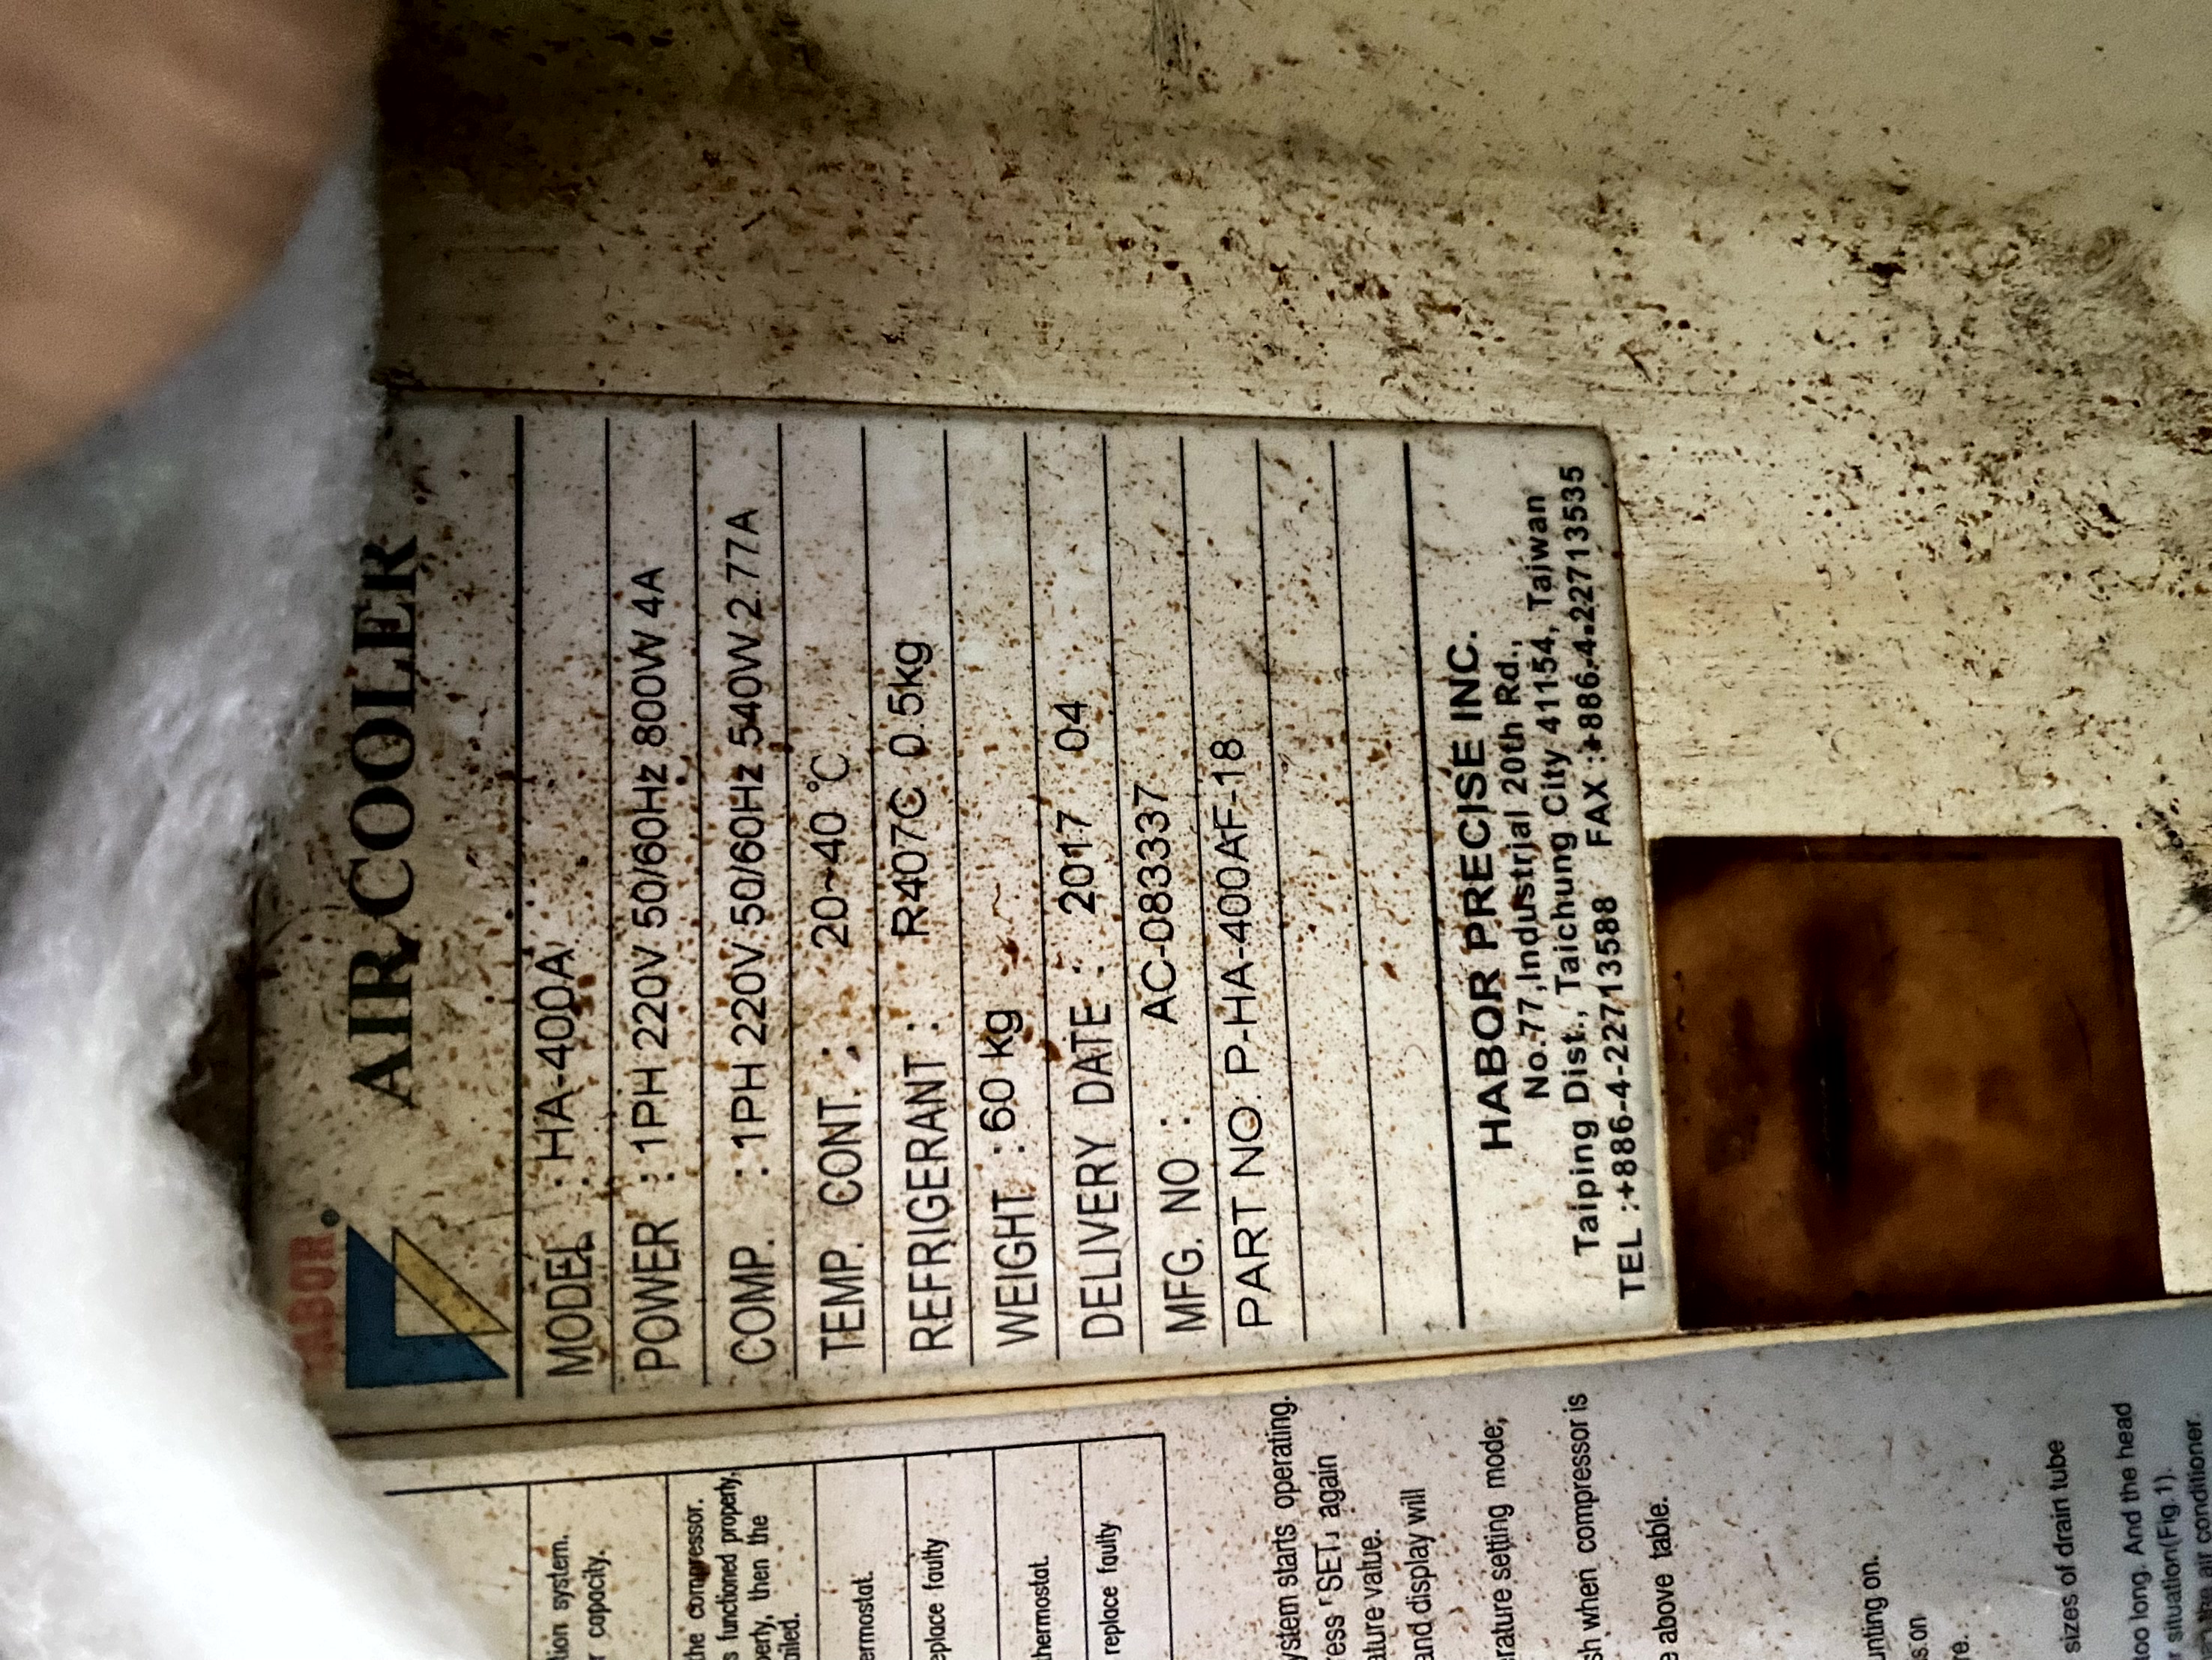 tion system.
r capacity.
the compressor.
s functioned properly,
perly, then the
ailed.
ermostat.
eplace faulty
thermostat.
replace faulty
ystem starts operating.
ress「SET」again
ature value.
and display will
erature setting mode;
sh when compressor is
e above table.
unting on.
s on
re.
sizes of drain tube
too long. And the head
r situation(Fig.1).
the air conditioner.
HABOR®
AIR COOLER
MODEL : HA-400A
POWER : 1PH 220V 50/60Hz 800W 4A
COMP. : 1PH 220V 50/60Hz 540W 2.77A
TEMP. CONT. : 20~40 ℃
REFRIGERANT : R407C 0.5kg
WEIGHT : 60 kg
DELIVERY DATE : 2017 04
MFG. NO : AC-083337
PART NO: P-HA-400AF-18
HABOR PRECISE INC.
No.77,Industrial 20th Rd.,
Taiping Dist., Taichung City 41154, Taiwan
TEL :+886-4-22713588 FAX :+886-4-22713535